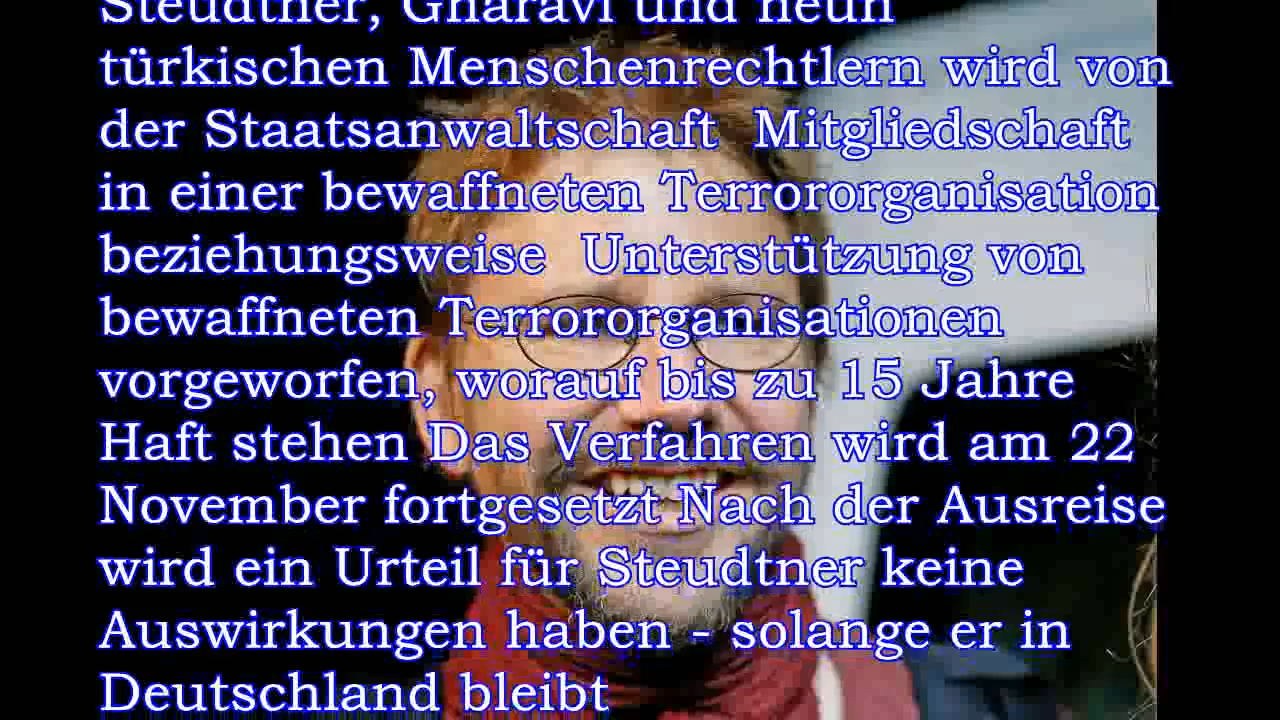 Steudtner, Gharavi und neun
türkischen Menschenrechtlern wird von
der Staatsanwaltschaft  Mitgliedschaft
in einer bewaffneten Terrororganisation
beziehungsweise  Unterstützung von
bewaffneten Terrororganisationen
vorgeworfen, worauf bis zu 15 Jahre
Haft stehen Das Verfahren wird am 22
November fortgesetzt Nach der Ausreise
wird ein Urteil für Steudtner keine
Auswirkungen haben - solange er in
Deutschland bleibt